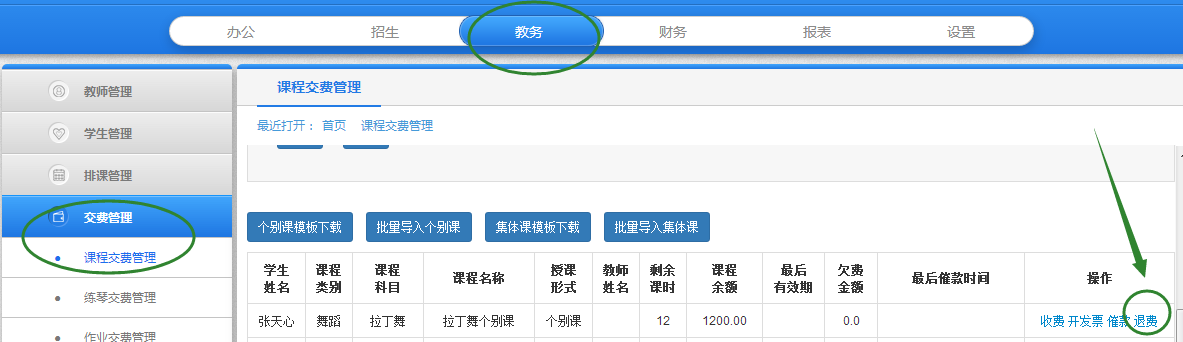 办公 招生 教务 财务 报表 设置
教师管理
学生管理
排课管理
交费管理
课程交费管理
练琴交费管理
作业交费管理
课程交费管理
最近打开： 首页 课程交费管理
个别课模板下载 批量导入个别课 集体课模板下载 批量导入集体课
学生姓名 课程类别 课程科目 课程名称 授课形式 教师姓名 剩余课时 课程余额 最后有效期 欠费金额 最后催款时间 操作
张天心 舞蹈 拉丁舞 拉丁舞个别课 个别课 12 1200.00 0.0 收费 开发票 催款 退费